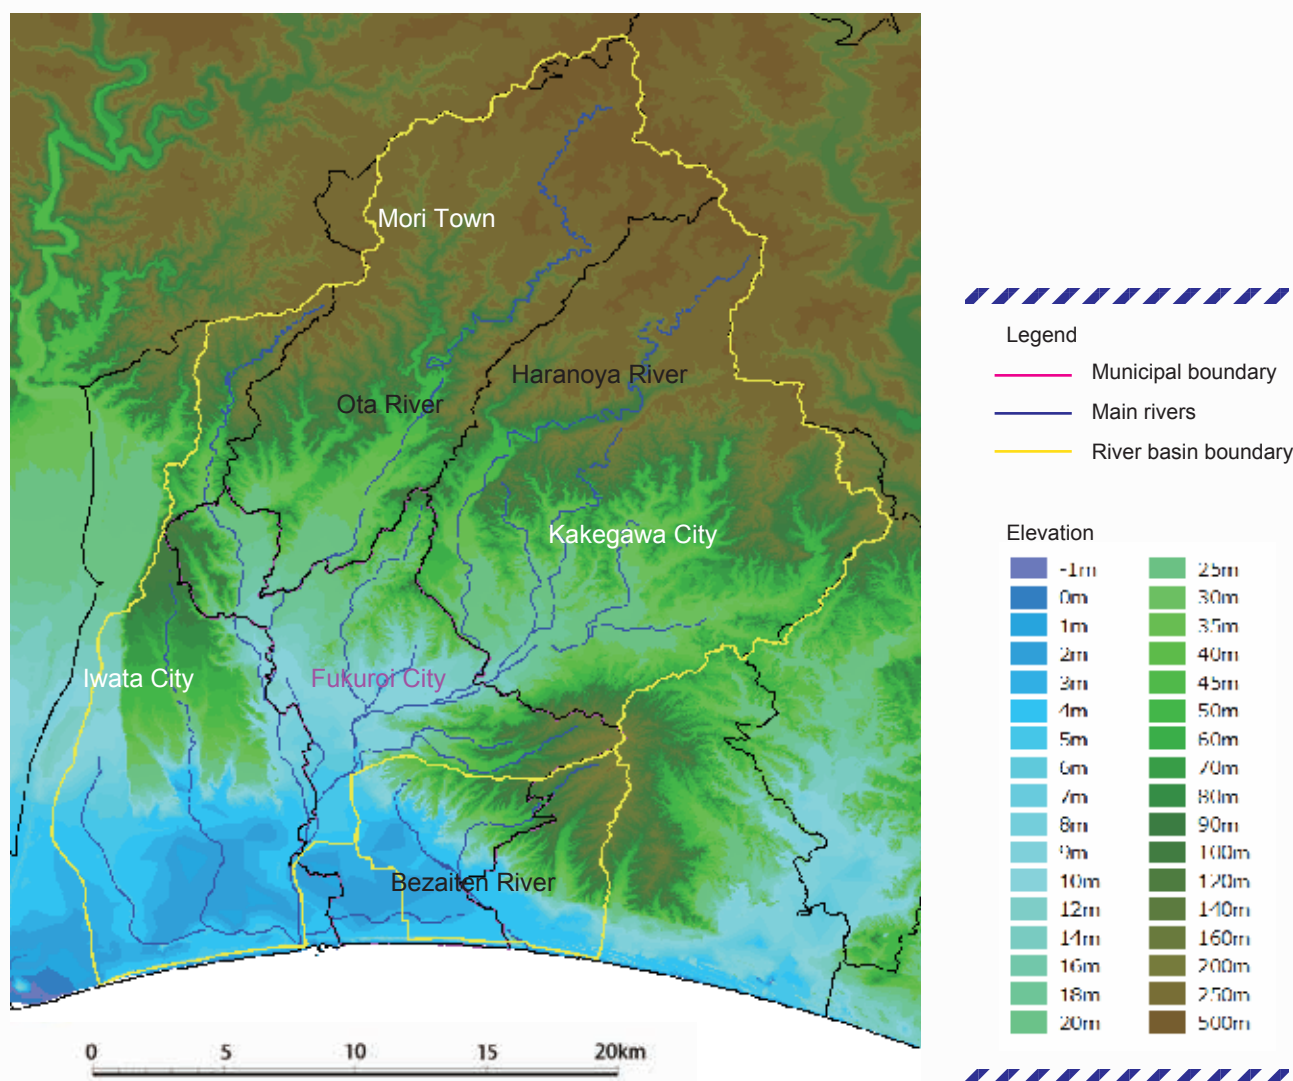 Mori Town
Haranoya River
Ota River
Kakegawa City
Iwata City
Fukuroi City
Bezaiten River
0 5 10 15 20km
Legend
Municipal boundary
Main rivers
River basin boundary
Elevation
-1m
0m
1m
2m
3m
4m
5m
6m
7m
8m
9m
10m
12m
14m
16m
18m
20m
25m
30m
35m
40m
45m
50m
60m
70m
80m
90m
100m
120m
140m
160m
200m
250m
500m